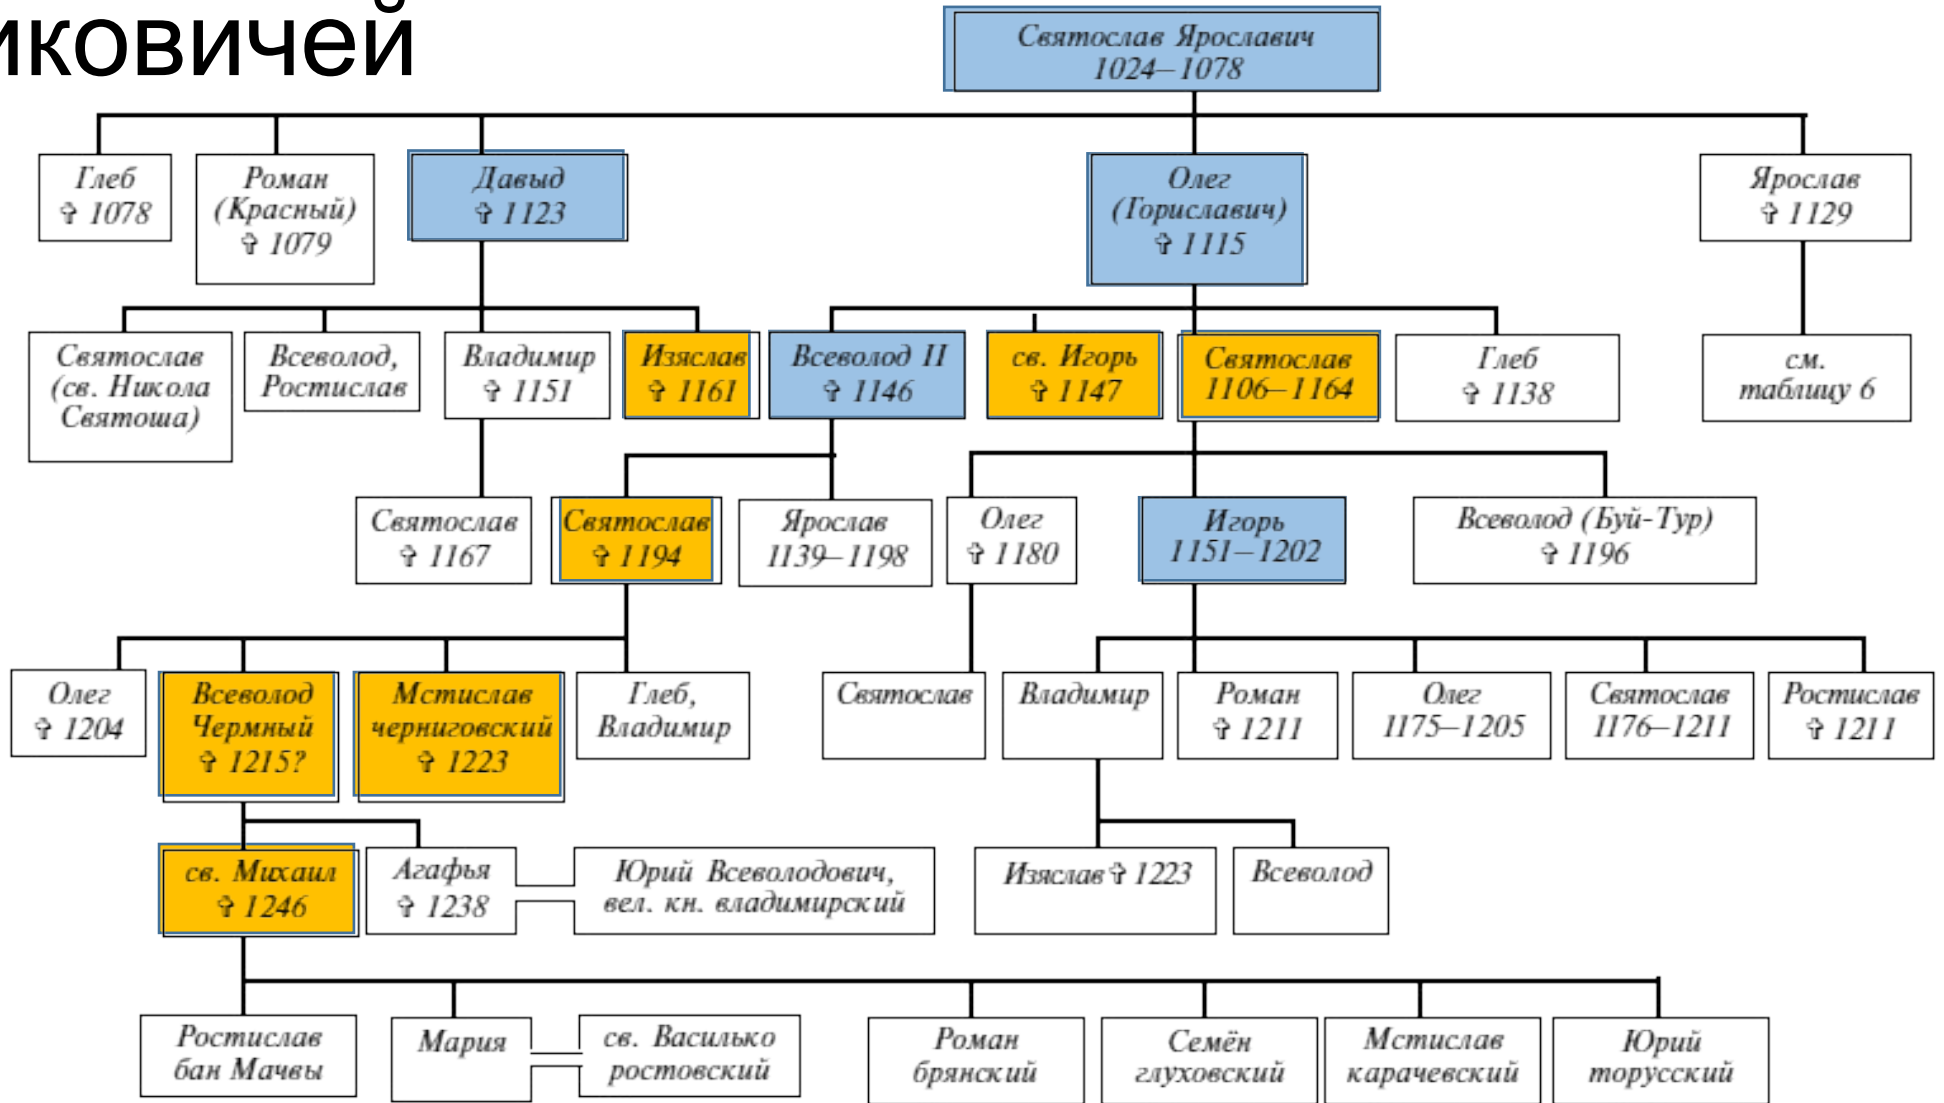 иковичей
Святослав Ярославич
1024–1078
Глеб
✞ 1078
Роман
(Красный)
✞ 1079
Давыд
✞ 1123
Олег
(Гориславич)
✞ 1115
Ярослав
✞ 1129
Святослав
(св. Никола
Святоша)
Всеволод,
Ростислав
Владимир
✞ 1151
Изяслав
✞ 1161
Всеволод II
✞ 1146
св. Игорь
✞ 1147
Святослав
1106–1164
Глеб
✞ 1138
см.
таблицу 6
Святослав
✞ 1167
Святослав
✞ 1194
Ярослав
1139–1198
Олег
✞ 1180
Игорь
1151–1202
Всеволод (Буй-Тур)
✞ 1196
Олег
✞ 1204
Всеволод
Чермный
✞ 1215?
Мстислав
черниговский
✞ 1223
Глеб,
Владимир
Святослав
Владимир
Роман
✞ 1211
Олег
1175–1205
Святослав
1176–1211
Ростислав
✞ 1211
св. Михаил
✞ 1246
Агафья
✞ 1238
Юрий Всеволодович,
вел. кн. владимирский
Изяслав ✞ 1223
Всеволод
Ростислав
бан Мачвы
Мария
св. Василько
ростовский
Роман
брянский
Семён
глуховский
Мстислав
карачевский
Юрий
торусский